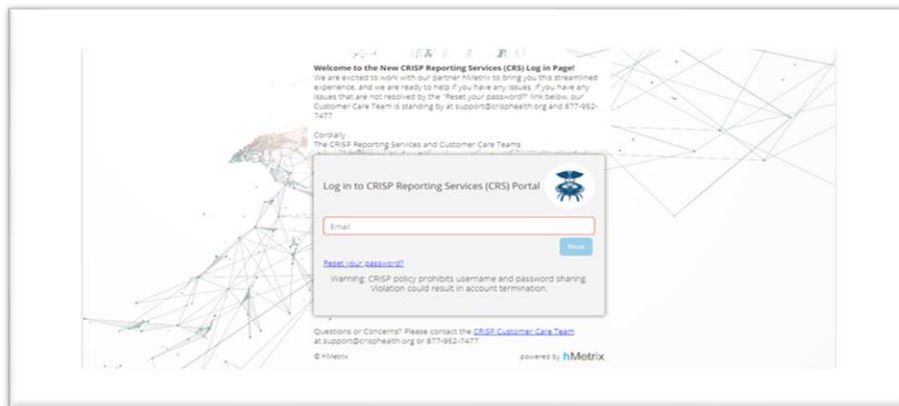 Welcome to the New CRISP Reporting Services (CRS) Log in Page!
We are excited to work with our partner hMetrix to bring you this streamlined
experience, and we are ready to help if you have any issues. If you have any
issues that are not resolved by the "Reset your password?" link below, our
Customer Care Team is standing by at support@crisphealth.org and 877-952-
7477
Cordially
The CRISP Reporting Services and Customer Care Teams
Log in to CRISP Reporting Services (CRS) Portal
Email
Next
Reset your password?
Warning: CRISP policy prohibits username and password sharing.
Violation could result in account termination.
Questions or Concerns? Please contact the CRISP Customer Care Team
at support@crisphealth.org or 877-952-7477.
© hMetrix
powered by hMetrix